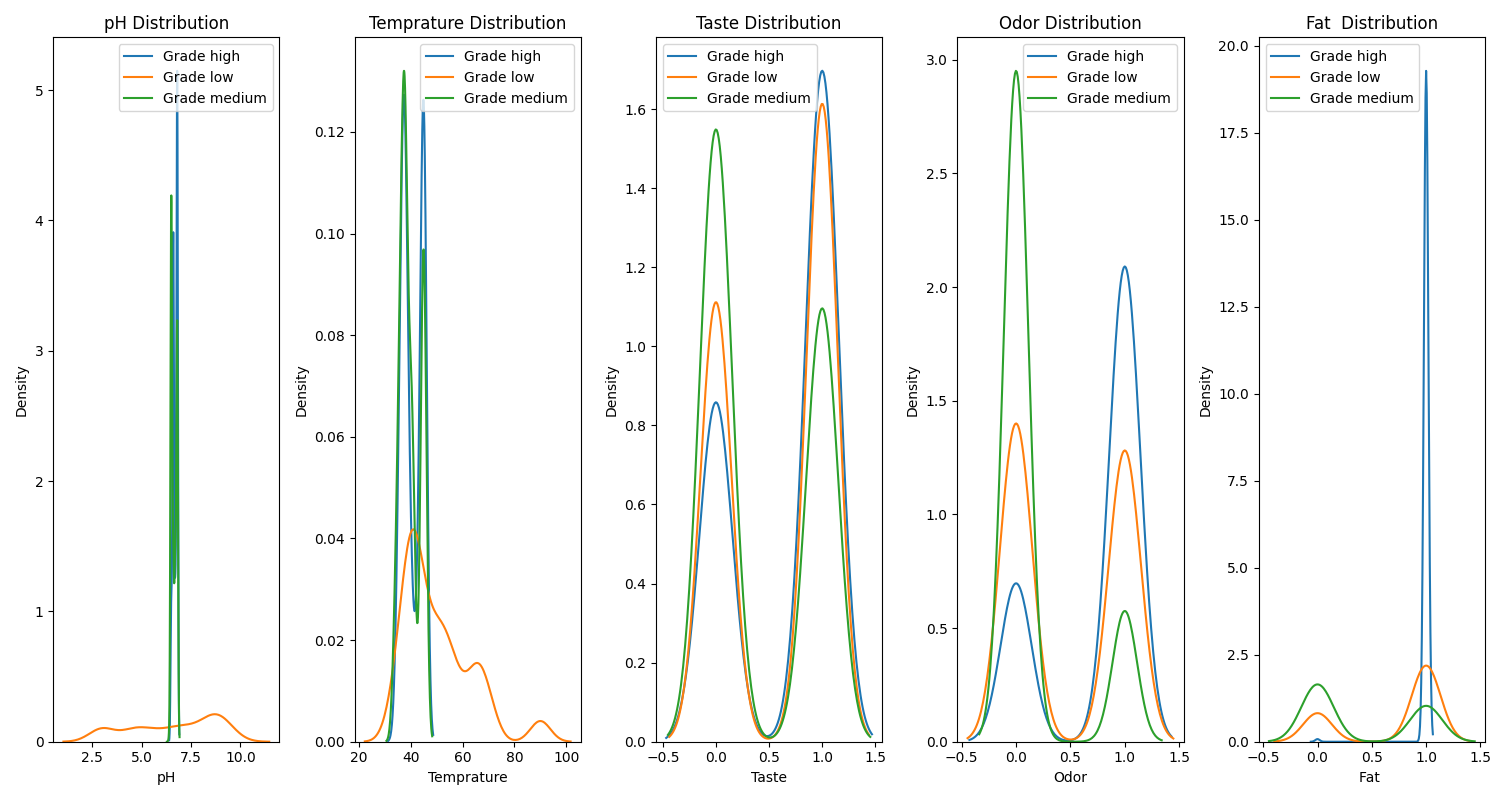 pH Distribution
Grade high
Grade low
Grade medium
5
4
3
2
1
0
Density
2.5
5.0
7.5
10.0
pH
Temprature Distribution
Grade high
Grade low
Grade medium
0.12
0.10
0.08
0.06
0.04
0.02
0.00
Density
20
40
60
80
100
Temprature
Taste Distribution
Grade high
Grade low
Grade medium
1.6
1.4
1.2
1.0
0.8
0.6
0.4
0.2
0.0
Density
−0.5
0.0
0.5
1.0
1.5
Taste
Odor Distribution
Grade high
Grade low
Grade medium
3.0
2.5
2.0
1.5
1.0
0.5
0.0
Density
−0.5
0.0
0.5
1.0
1.5
Odor
Fat  Distribution
Grade high
Grade low
Grade medium
20.0
17.5
15.0
12.5
10.0
7.5
5.0
2.5
0.0
Density
−0.5
0.0
0.5
1.0
1.5
Fat